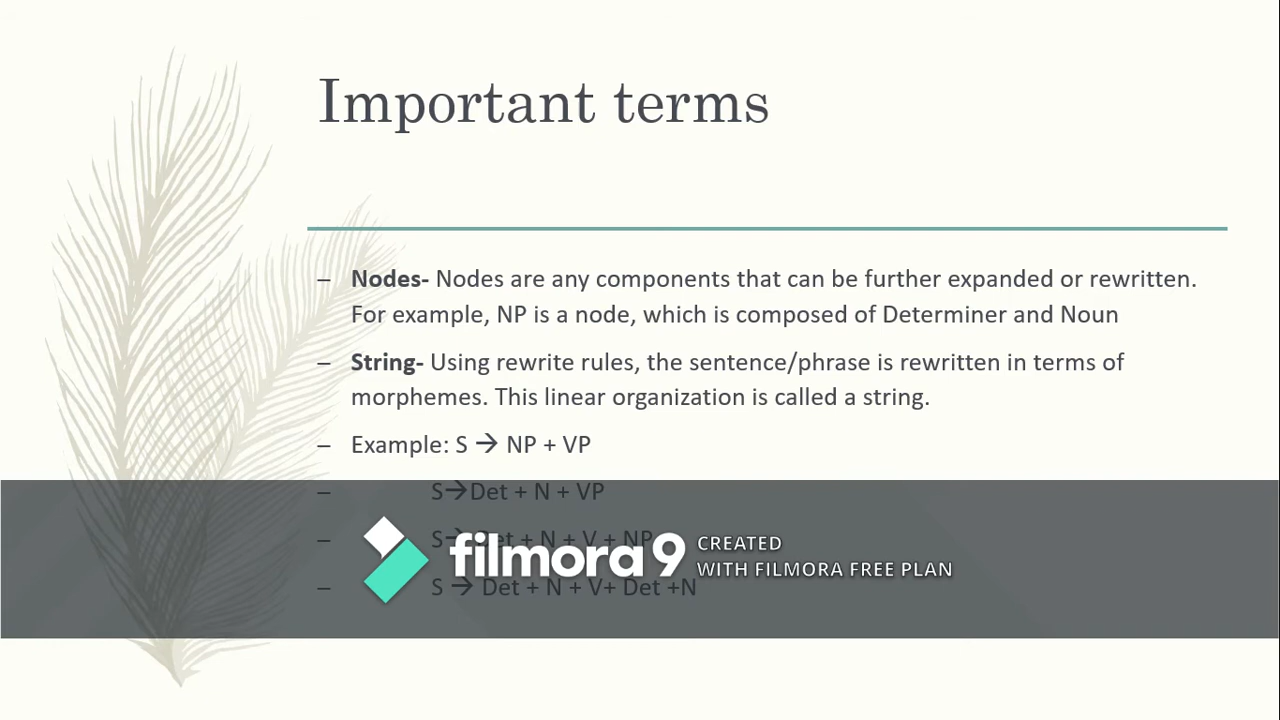 Important terms
– Nodes- Nodes are any components that can be further expanded or rewritten.
For example, NP is a node, which is composed of Determiner and Noun
– String- Using rewrite rules, the sentence/phrase is rewritten in terms of
morphemes. This linear organization is called a string.
– Example: S → NP + VP
– S→Det + N + VP
– S→ Det + N + V + NP
– S → Det + N + V+ Det +N
filmora9
CREATED
WITH FILMORA FREE PLAN